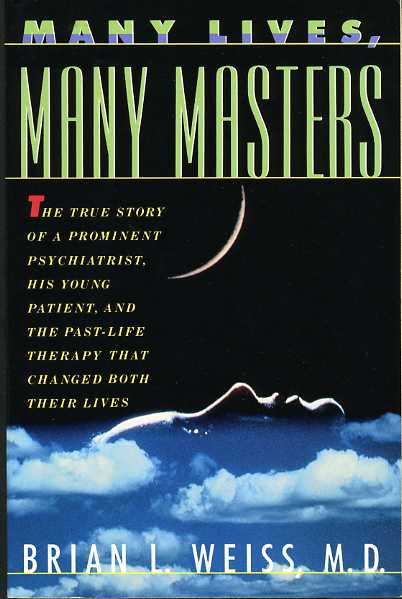 MANY LIVES,
MANY MASTERS
THE TRUE STORY
OF A PROMINENT
PSYCHIATRIST,
HIS YOUNG
PATIENT, AND
THE PAST-LIFE
THERAPY THAT
CHANGED BOTH
THEIR LIVES
BRIAN L. WEISS, M.D.